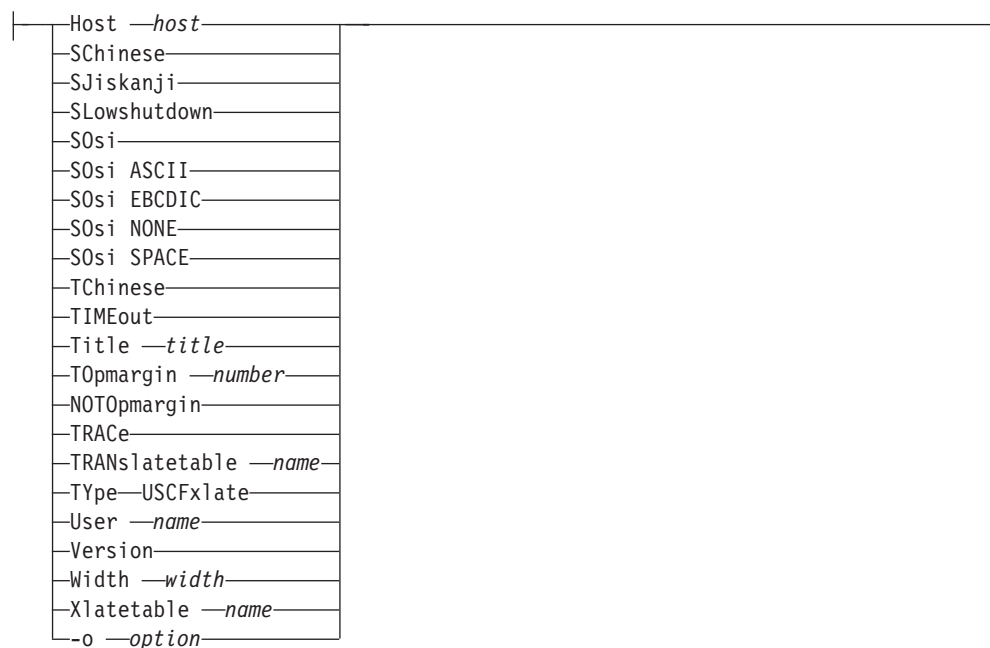 Host host
SChinese
SJiskanji
SLowshutdown
SOsi
SOsi ASCII
SOsi EBCDIC
SOsi NONE
SOsi SPACE
TChinese
TIMEout
Title title
TOpmargin number
NOTOpmargin
TRACe
TRANslatetable name
TYpe USCFxlate
User name
Version
Width width
Xlatetable name
-o option